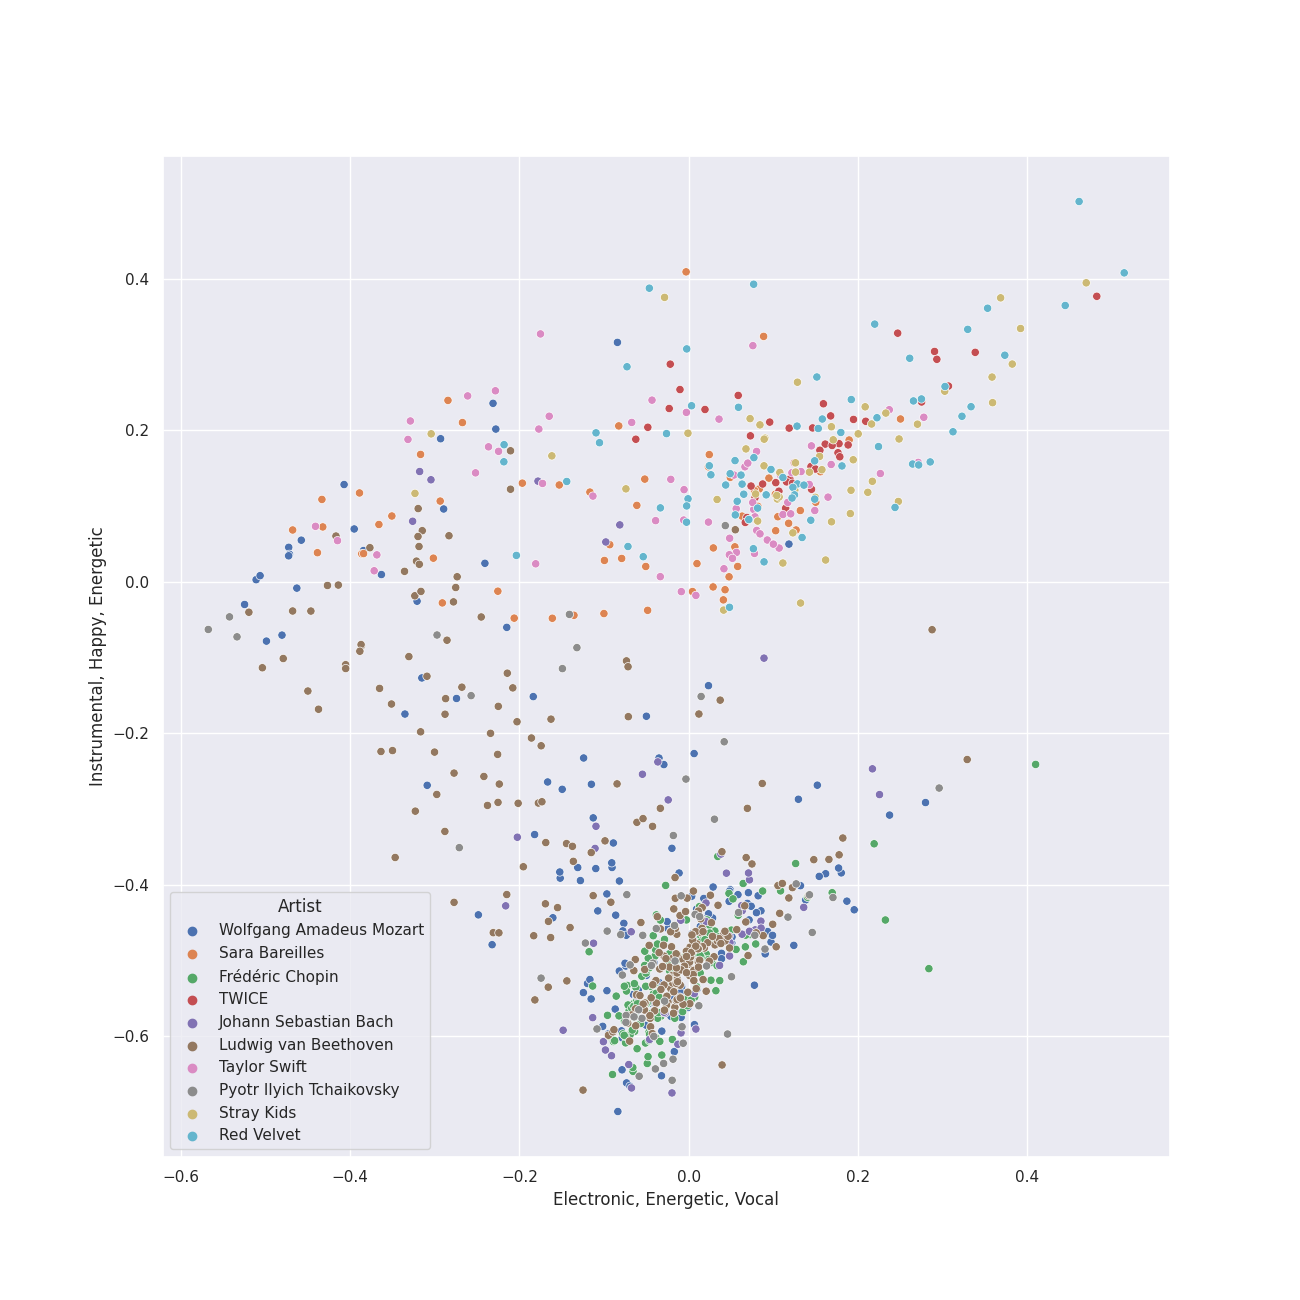 0.4
0.2
0.0
−0.2
−0.4
−0.6
Instrumental, Happy, Energetic
Artist
Wolfgang Amadeus Mozart
Sara Bareilles
Frédéric Chopin
TWICE
Johann Sebastian Bach
Ludwig van Beethoven
Taylor Swift
Pyotr Ilyich Tchaikovsky
Stray Kids
Red Velvet
−0.6 −0.4 −0.2 0.0 0.2 0.4
Electronic, Energetic, Vocal